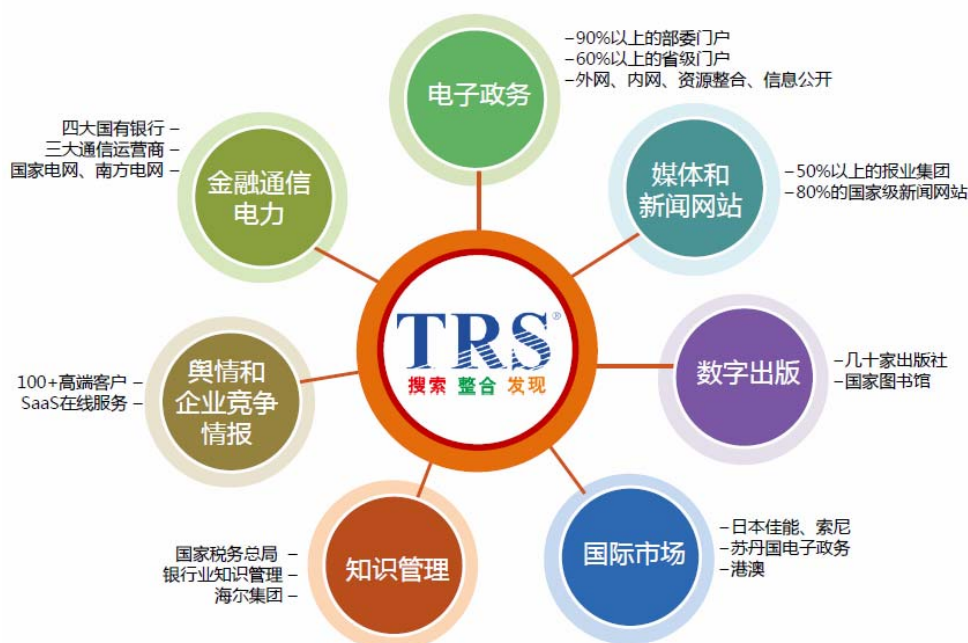 电子政务
–90%以上的部委门户
–60%以上的省级门户
–外网、内网、资源整合、信息公开
媒体和
新闻网站
–50%以上的报业集团
–80%的国家级新闻网站
数字出版
–几十家出版社
–国家图书馆
国际市场
–日本佳能、索尼
–苏丹国电子政务
–港澳
知识管理
国家税务总局 –
银行业知识管理 –
海尔集团 –
舆情和
企业竞争
情报
100+高端客户 –
SaaS在线服务 –
金融通信
电力
四大国有银行 –
三大通信运营商 –
国家电网、南方电网 –
TRS®
搜索 整合 发现